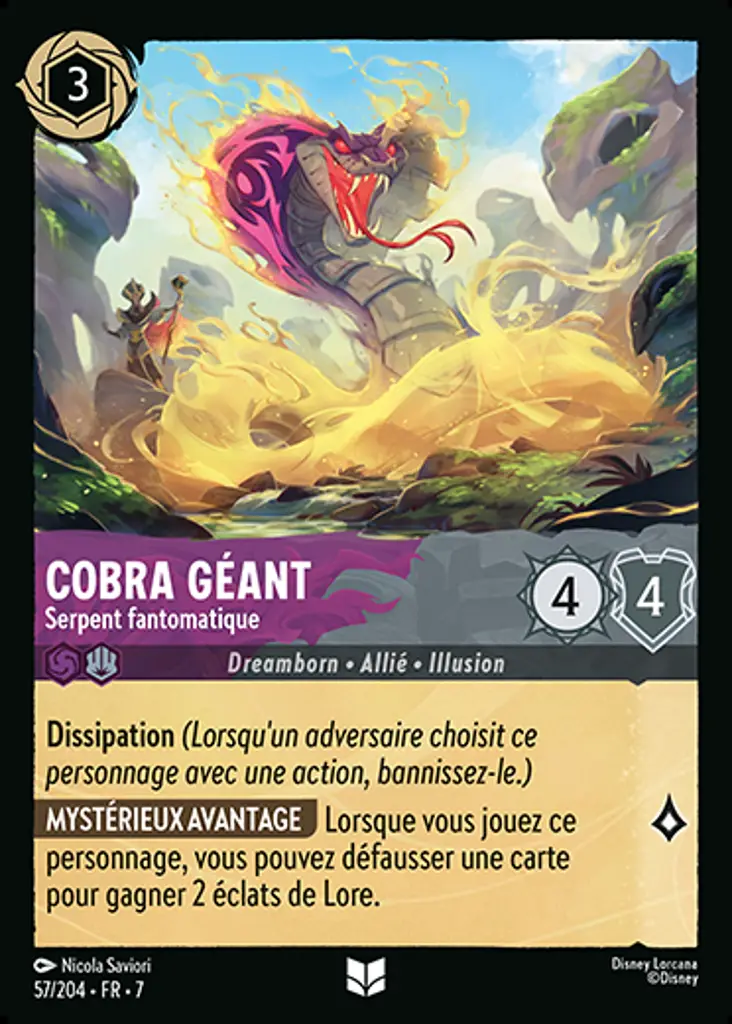 3
COBRA GÉANT
Serpent fantomatique
4
4
Dreamborn • Allié • Illusion
Dissipation (Lorsqu'un adversaire choisit ce
personnage avec une action, bannissez-le.)
MYSTÉRIEUX AVANTAGE Lorsque vous jouez ce
personnage, vous pouvez défausser une carte
pour gagner 2 éclats de Lore.
Nicola Saviori
57/204 • FR • 7
Disney Lorcana
©Disney